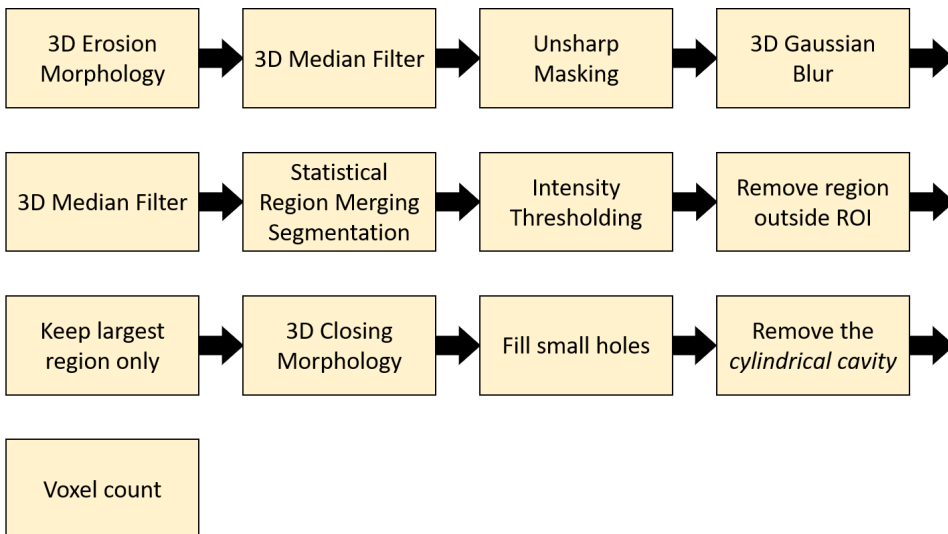 3D Erosion
Morphology
3D Median Filter
Unsharp
Masking
3D Gaussian
Blur
3D Median Filter
Statistical
Region Merging
Segmentation
Intensity
Thresholding
Remove region
outside ROI
Keep largest
region only
3D Closing
Morphology
Fill small holes
Remove the
cylindrical cavity
Voxel count